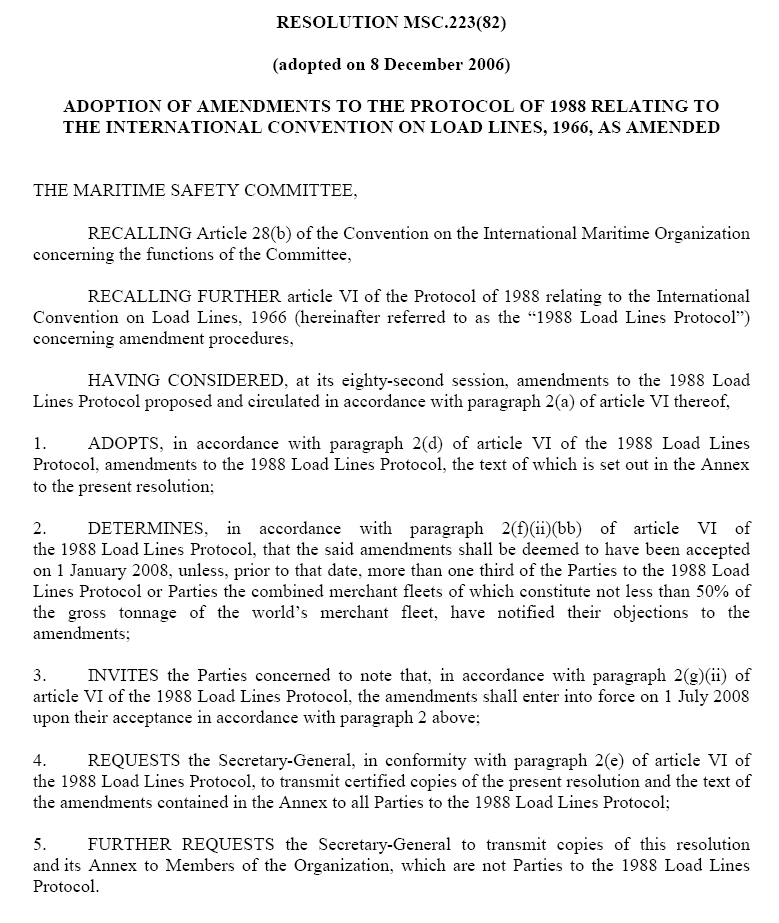 RESOLUTION MSC.223(82)
(adopted on 8 December 2006)
ADOPTION OF AMENDMENTS TO THE PROTOCOL OF 1988 RELATING TO
THE INTERNATIONAL CONVENTION ON LOAD LINES, 1966, AS AMENDED
THE MARITIME SAFETY COMMITTEE,
RECALLING Article 28(b) of the Convention on the International Maritime Organization
concerning the functions of the Committee,
RECALLING FURTHER article VI of the Protocol of 1988 relating to the International
Convention on Load Lines, 1966 (hereinafter referred to as the “1988 Load Lines Protocol”)
concerning amendment procedures,
HAVING CONSIDERED, at its eighty-second session, amendments to the 1988 Load
Lines Protocol proposed and circulated in accordance with paragraph 2(a) of article VI thereof,
1. ADOPTS, in accordance with paragraph 2(d) of article VI of the 1988 Load Lines
Protocol, amendments to the 1988 Load Lines Protocol, the text of which is set out in the Annex
to the present resolution;
2. DETERMINES, in accordance with paragraph 2(f)(ii)(bb) of article VI of
the 1988 Load Lines Protocol, that the said amendments shall be deemed to have been accepted
on 1 January 2008, unless, prior to that date, more than one third of the Parties to the 1988 Load
Lines Protocol or Parties the combined merchant fleets of which constitute not less than 50% of
the gross tonnage of the world’s merchant fleet, have notified their objections to the
amendments;
3. INVITES the Parties concerned to note that, in accordance with paragraph 2(g)(ii) of
article VI of the 1988 Load Lines Protocol, the amendments shall enter into force on 1 July 2008
upon their acceptance in accordance with paragraph 2 above;
4. REQUESTS the Secretary-General, in conformity with paragraph 2(e) of article VI of
the 1988 Load Lines Protocol, to transmit certified copies of the present resolution and the text of
the amendments contained in the Annex to all Parties to the 1988 Load Lines Protocol;
5. FURTHER REQUESTS the Secretary-General to transmit copies of this resolution
and its Annex to Members of the Organization, which are not Parties to the 1988 Load Lines
Protocol.